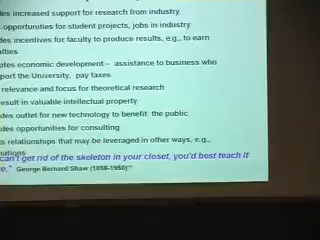 des increased support for research from industry
opportunities for student projects, jobs in industry
des incentives for faculty to produce results, e.g., to earn
alties
otes economic development – assistance to business who
port the University, pay taxes
relevance and focus for theoretical research
result in valuable intellectual property
des outlet for new technology to benefit the public
des opportunities for consulting
s relationships that may be leveraged in other ways, e.g.,
sations
can't get rid of the skeleton in your closet, you'd best teach it
e." George Bernard Shaw (1856-1950)